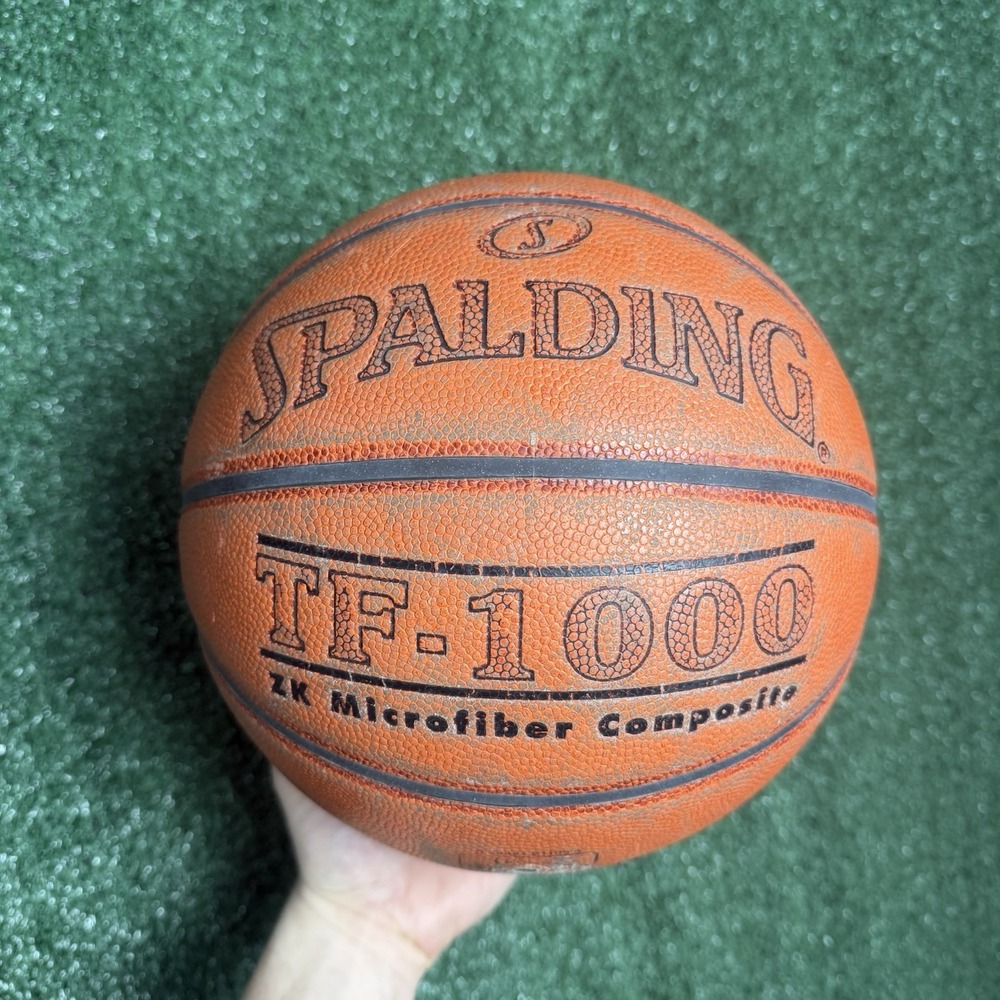 S
SPALDING®
TF-1000
ZK Microfiber Composite